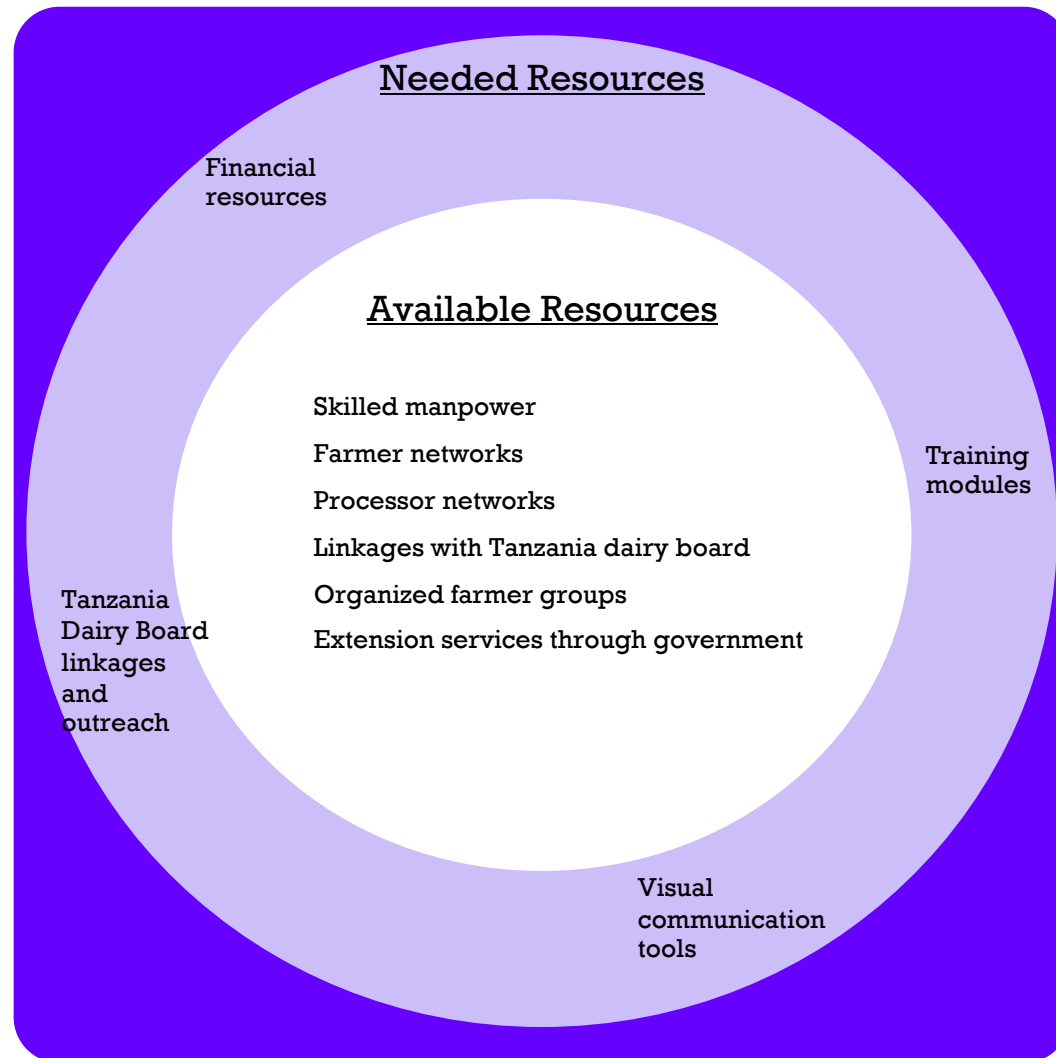 Needed Resources
Financial
resources
Available Resources
Skilled manpower
Farmer networks
Processor networks
Linkages with Tanzania dairy board
Organized farmer groups
Extension services through government
Training
modules
Tanzania
Dairy Board
linkages
and
outreach
Visual
communication
tools